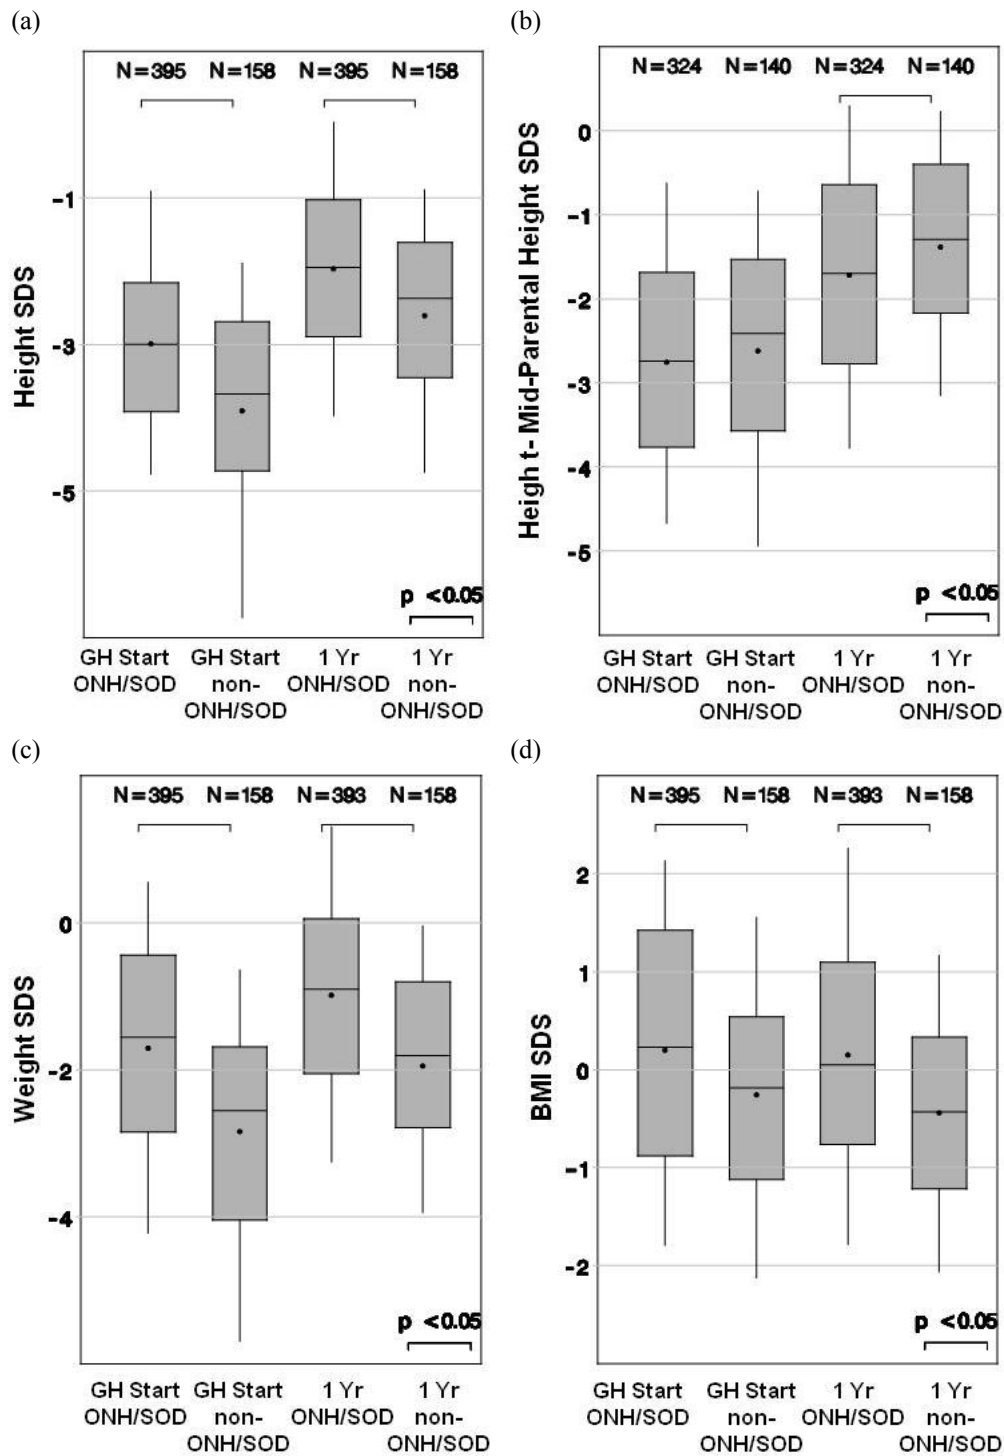 (a)
N=395 N=158 N=395 N=158
Height SDS
-1
-3
-5
p <0.05
GH Start ONH/SOD
GH Start non- ONH/SOD
1 Yr ONH/SOD
1 Yr non- ONH/SOD
(b)
N=324 N=140 N=324 N=140
Height- Mid-Parental Height SDS
0
-1
-2
-3
-4
-5
p <0.05
GH Start ONH/SOD
GH Start non- ONH/SOD
1 Yr ONH/SOD
1 Yr non- ONH/SOD
(c)
N=395 N=158 N=393 N=158
Weight SDS
0
-2
-4
p <0.05
GH Start ONH/SOD
GH Start non- ONH/SOD
1 Yr ONH/SOD
1 Yr non- ONH/SOD
(d)
N=395 N=158 N=393 N=158
BMI SDS
2
1
0
-1
-2
p <0.05
GH Start ONH/SOD
GH Start non- ONH/SOD
1 Yr ONH/SOD
1 Yr non- ONH/SOD